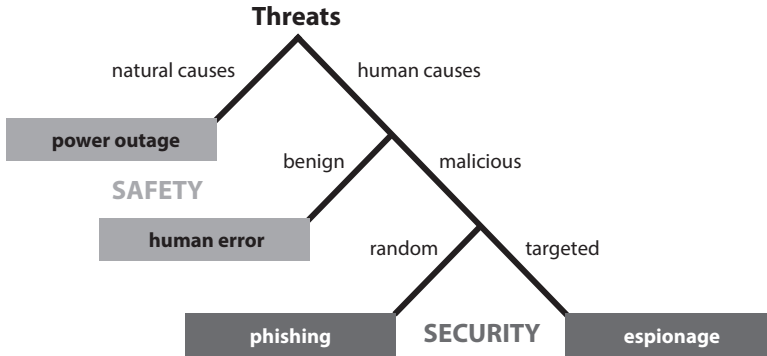 Threats
natural causes
human causes
power outage
benign
malicious
SAFETY
human error
random
targeted
phishing
SECURITY
espionage